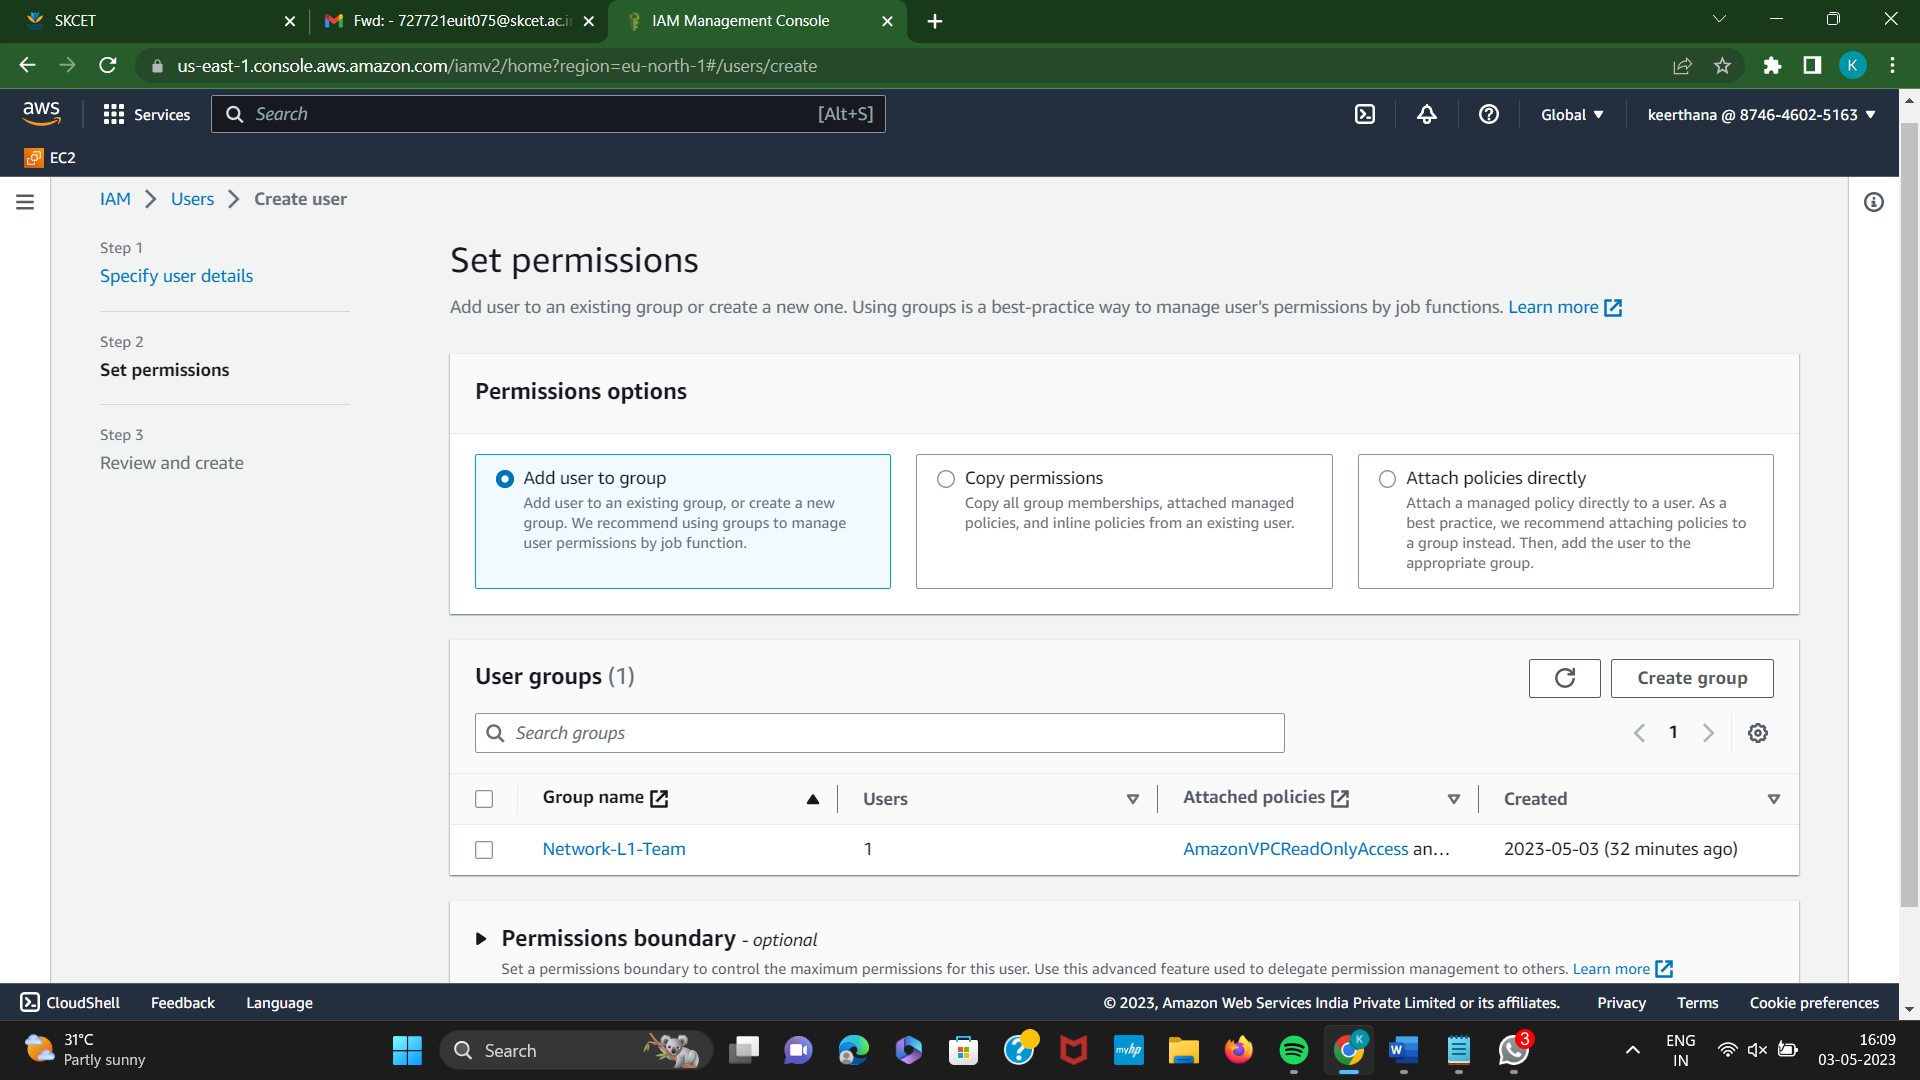 SKCET
Fwd: - 727721euit075@skcet.ac.i
IAM Management Console
us-east-1.console.aws.amazon.com/iamv2/home?region=eu-north-1#/users/create
K
aws
Services
Search
[Alt+S]
Global
keerthana @ 8746-4602-5163
EC2
IAM
Users
Create user
Step 1
Specify user details
Step 2
Set permissions
Step 3
Review and create
Set permissions
Add user to an existing group or create a new one. Using groups is a best-practice way to manage user's permissions by job functions. Learn more
Permissions options
Add user to group
Add user to an existing group, or create a new
group. We recommend using groups to manage
user permissions by job function.
Copy permissions
Copy all group memberships, attached managed
policies, and inline policies from an existing user.
Attach policies directly
Attach a managed policy directly to a user. As a
best practice, we recommend attaching policies to
a group instead. Then, add the user to the
appropriate group.
User groups (1)
Create group
Search groups
1
Group name
Users
Attached policies
Created
Network-L1-Team
1
AmazonVPCReadOnlyAccess an...
2023-05-03 (32 minutes ago)
Permissions boundary - optional
Set a permissions boundary to control the maximum permissions for this user. Use this advanced feature used to delegate permission management to others. Learn more
CloudShell
Feedback
Language
© 2023, Amazon Web Services India Private Limited or its affiliates.
Privacy
Terms
Cookie preferences
31°C
Partly sunny
Search
myhp
K
W
3
ENG
IN
16:09
03-05-2023